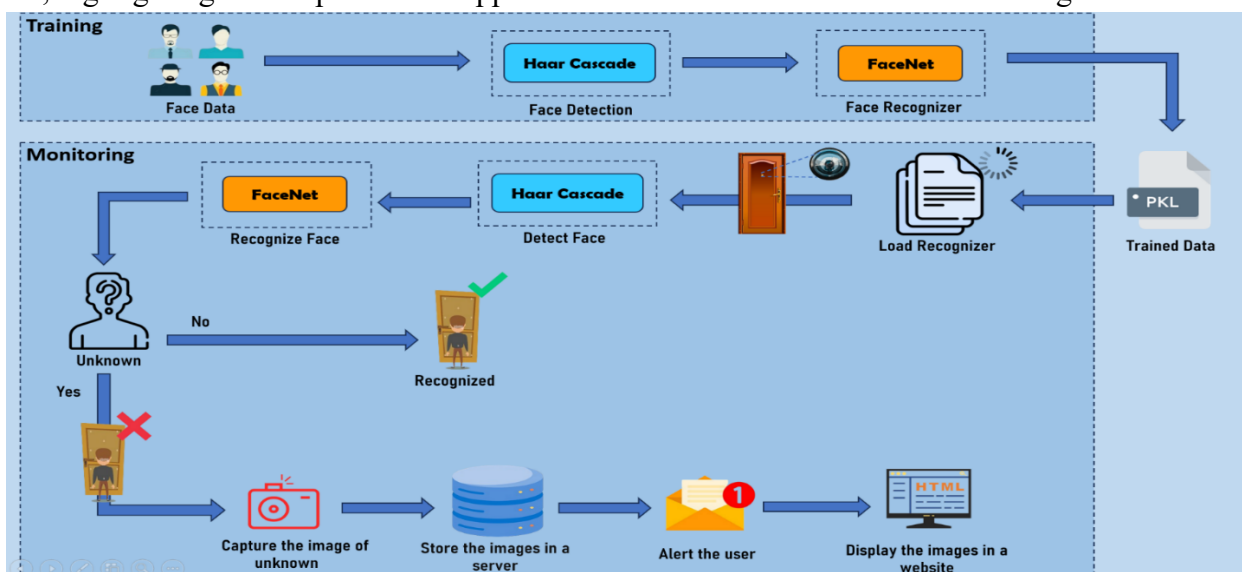 Training
Haar Cascade
FaceNet
Face Data
Face Detection
Face Recognizer
Monitoring
FaceNet
Haar Cascade
PKL
Recognize Face
Detect Face
Load Recognizer
Trained Data
No
Unknown
Recognized
Yes
1
HTML
Capture the image of
unknown
Store the images in a
server
Alert the user
Display the images in a
website